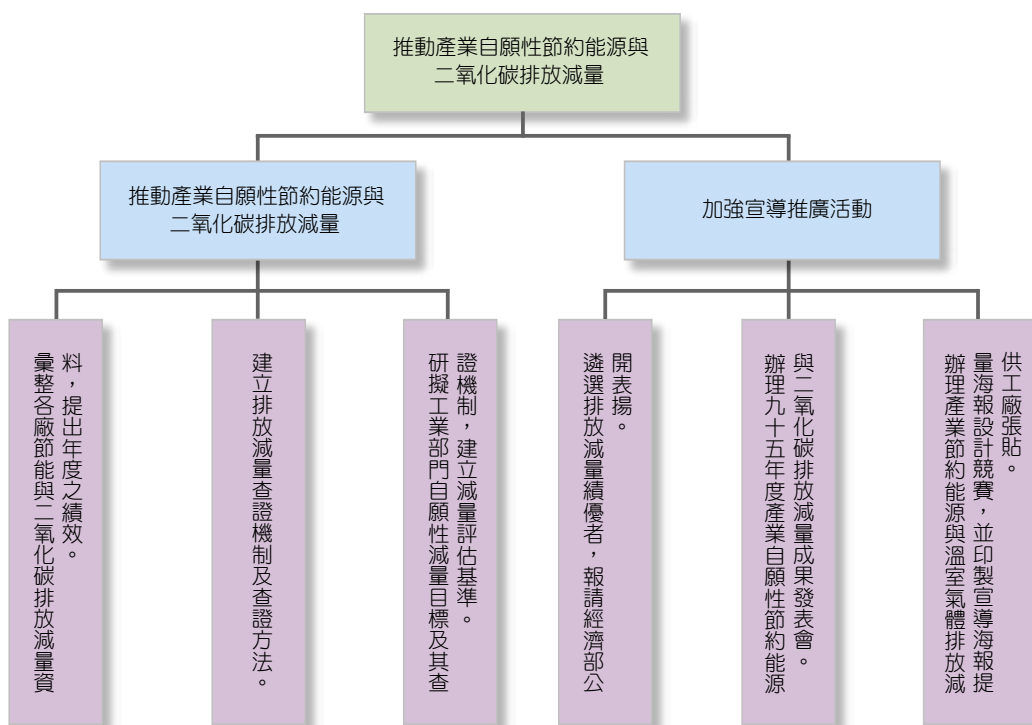 推動產業自願性節約能源與
二氧化碳排放減量
推動產業自願性節約能源與
二氧化碳排放減量
加強宣導推廣活動
彙整各廠節能與二氧化碳排放減量資
料，提出年度之績效。
建立排放減量查證機制及查證方法。
研擬工業部門自願性減量目標及其查
證機制，建立減量評估基準。
遴選排放減量績優者，報請經濟部公
開表揚。
辦理九十五年度產業自願性節約能源
與二氧化碳排放減量成果發表會。
辦理產業節約能源與溫室氣體排放減
量海報設計競賽，並印製宣導海報提
供工廠張貼。